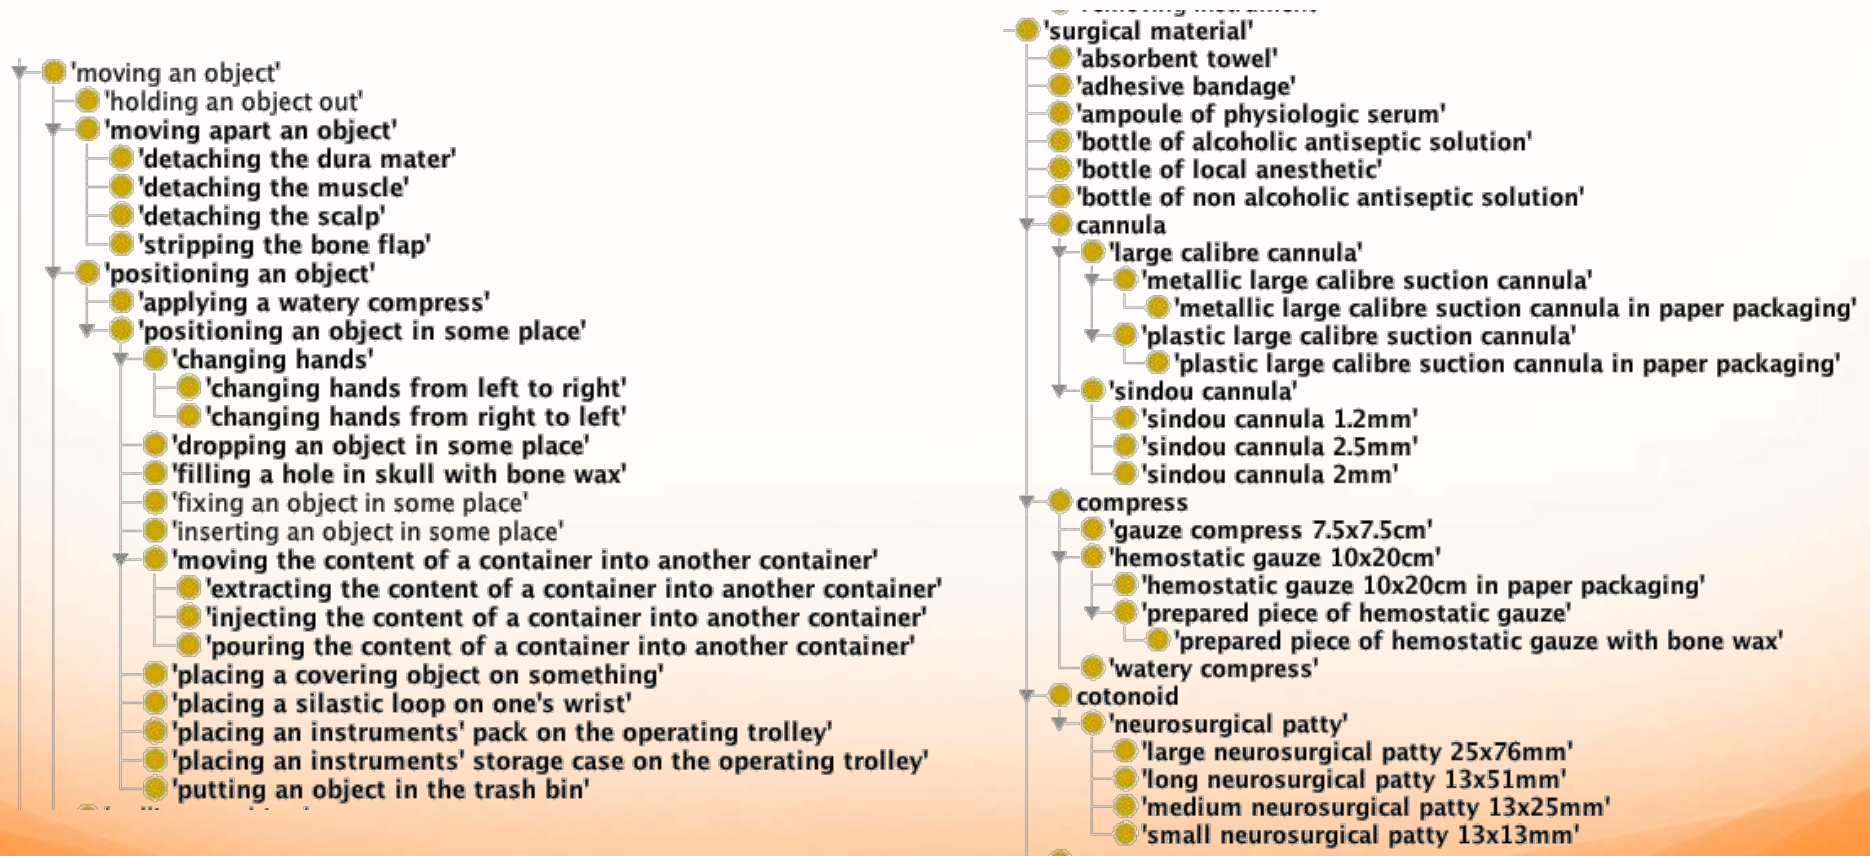 'moving an object'
'holding an object out'
'moving apart an object'
'detaching the dura mater'
'detaching the muscle'
'detaching the scalp'
'stripping the bone flap'
'positioning an object'
'applying a watery compress'
'positioning an object in some place'
'changing hands'
'changing hands from left to right'
'changing hands from right to left'
'dropping an object in some place'
'filling a hole in skull with bone wax'
'fixing an object in some place'
'inserting an object in some place'
'moving the content of a container into another container'
'extracting the content of a container into another container'
'injecting the content of a container into another container'
'pouring the content of a container into another container'
'placing a covering object on something'
'placing a silastic loop on one's wrist'
'placing an instruments' pack on the operating trolley'
'placing an instruments' storage case on the operating trolley'
'putting an object in the trash bin'
'surgical material'
'absorbent towel'
'adhesive bandage'
'ampoule of physiologic serum'
'bottle of alcoholic antiseptic solution'
'bottle of local anesthetic'
'bottle of non alcoholic antiseptic solution'
cannula
'large calibre cannula'
'metallic large calibre suction cannula'
'metallic large calibre suction cannula in paper packaging'
'plastic large calibre suction cannula'
'plastic large calibre suction cannula in paper packaging'
'sindou cannula'
'sindou cannula 1.2mm'
'sindou cannula 2.5mm'
'sindou cannula 2mm'
compress
'gauze compress 7.5x7.5cm'
'hemostatic gauze 10x20cm'
'hemostatic gauze 10x20cm in paper packaging'
'prepared piece of hemostatic gauze'
'prepared piece of hemostatic gauze with bone wax'
'watery compress'
cotonoid
'neurosurgical patty'
'large neurosurgical patty 25x76mm'
'long neurosurgical patty 13x51mm'
'medium neurosurgical patty 13x25mm'
'small neurosurgical patty 13x13mm'